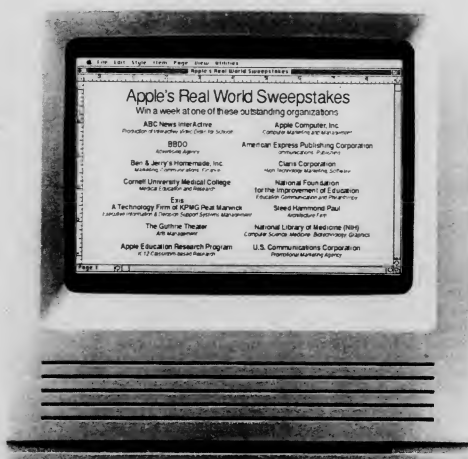 File Edit Style Item Page View Utilities
Apple's Real World Sweepstakes
Apple's Real World Sweepstakes
Win a week at one of these outstanding organizations
ABC News InterActive
Production of Interactive Video Disks for Schools
BBDO
Advertising Agency
Ben & Jerry's Homemade, Inc.
Marketing, Communications, Finance
Cornell University Medical College
Medical Education and Research
Exis
A Technology Firm of KPMG Peat Marwick
Executive Information & Decision Support Systems Management
The Guthrie Theater
Arts Management
Apple Education Research Program
K-12 Classroom-based Research
Apple Computer, Inc.
Computer Marketing and Management
American Express Publishing Corporation
Communications, Publishing
Claris Corporation
High Technology Marketing, Software
National Foundation
for the Improvement of Education
Education Communication and Philanthropy
Steed Hammond Paul
Architecture Firm
National Library of Medicine (NIH)
Computer Science, Medicine, Biotechnology, Graphics
U.S. Communications Corporation
Promotional Marketing Agency
Page 1